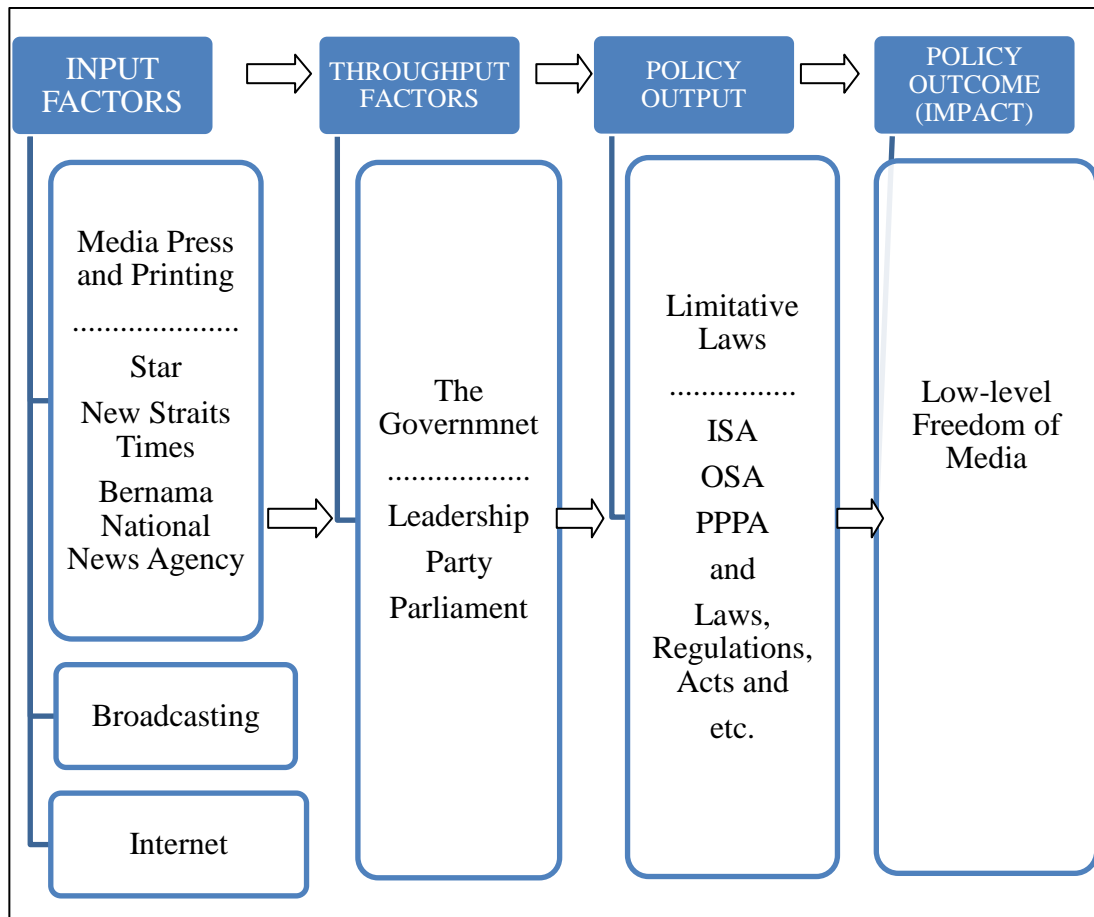 INPUT
FACTORS
THROUGHPUT
FACTORS
POLICY
OUTPUT
POLICY
OUTCOME
(IMPACT)
Media Press
and Printing
.....................
Star
New Straits
Times
Bernama
National
News Agency
Broadcasting
Internet
The
Governmnet
..................
Leadership
Party
Parliament
Limitative
Laws
................
ISA
OSA
PPPA
and
Laws,
Regulations,
Acts and
etc.
Low-level
Freedom of
Media